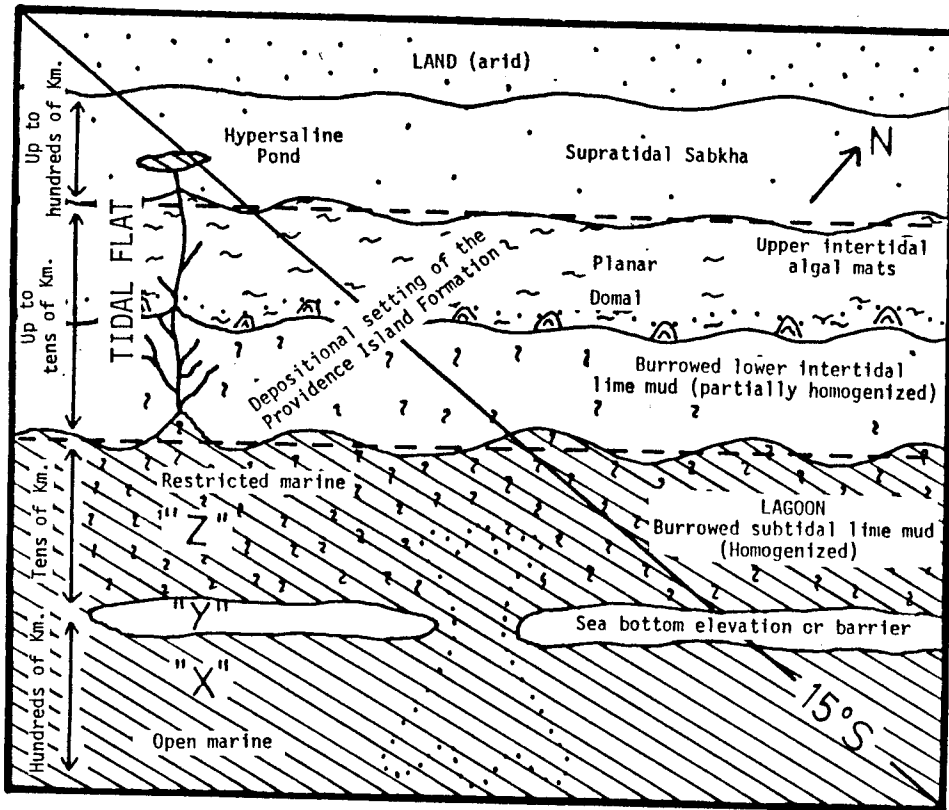 LAND (arid)
Up to
hundreds of Km.
Hypersaline
Pond
Supratidal Sabkha
N
TIDAL FLAT
Up to
tens of Km.
Upper intertidal
algal mats
Planar
Domal
Depositional setting of the
Providence Island Formation
Burrowed lower intertidal
lime mud (partially homogenized)
Tens of Km.
Restricted marine
"Z"
LAGOON
Burrowed subtidal lime mud
(Homogenized)
"Y"
Sea bottom elevation or barrier
Hundreds of Km.
"X"
Open marine
15°S